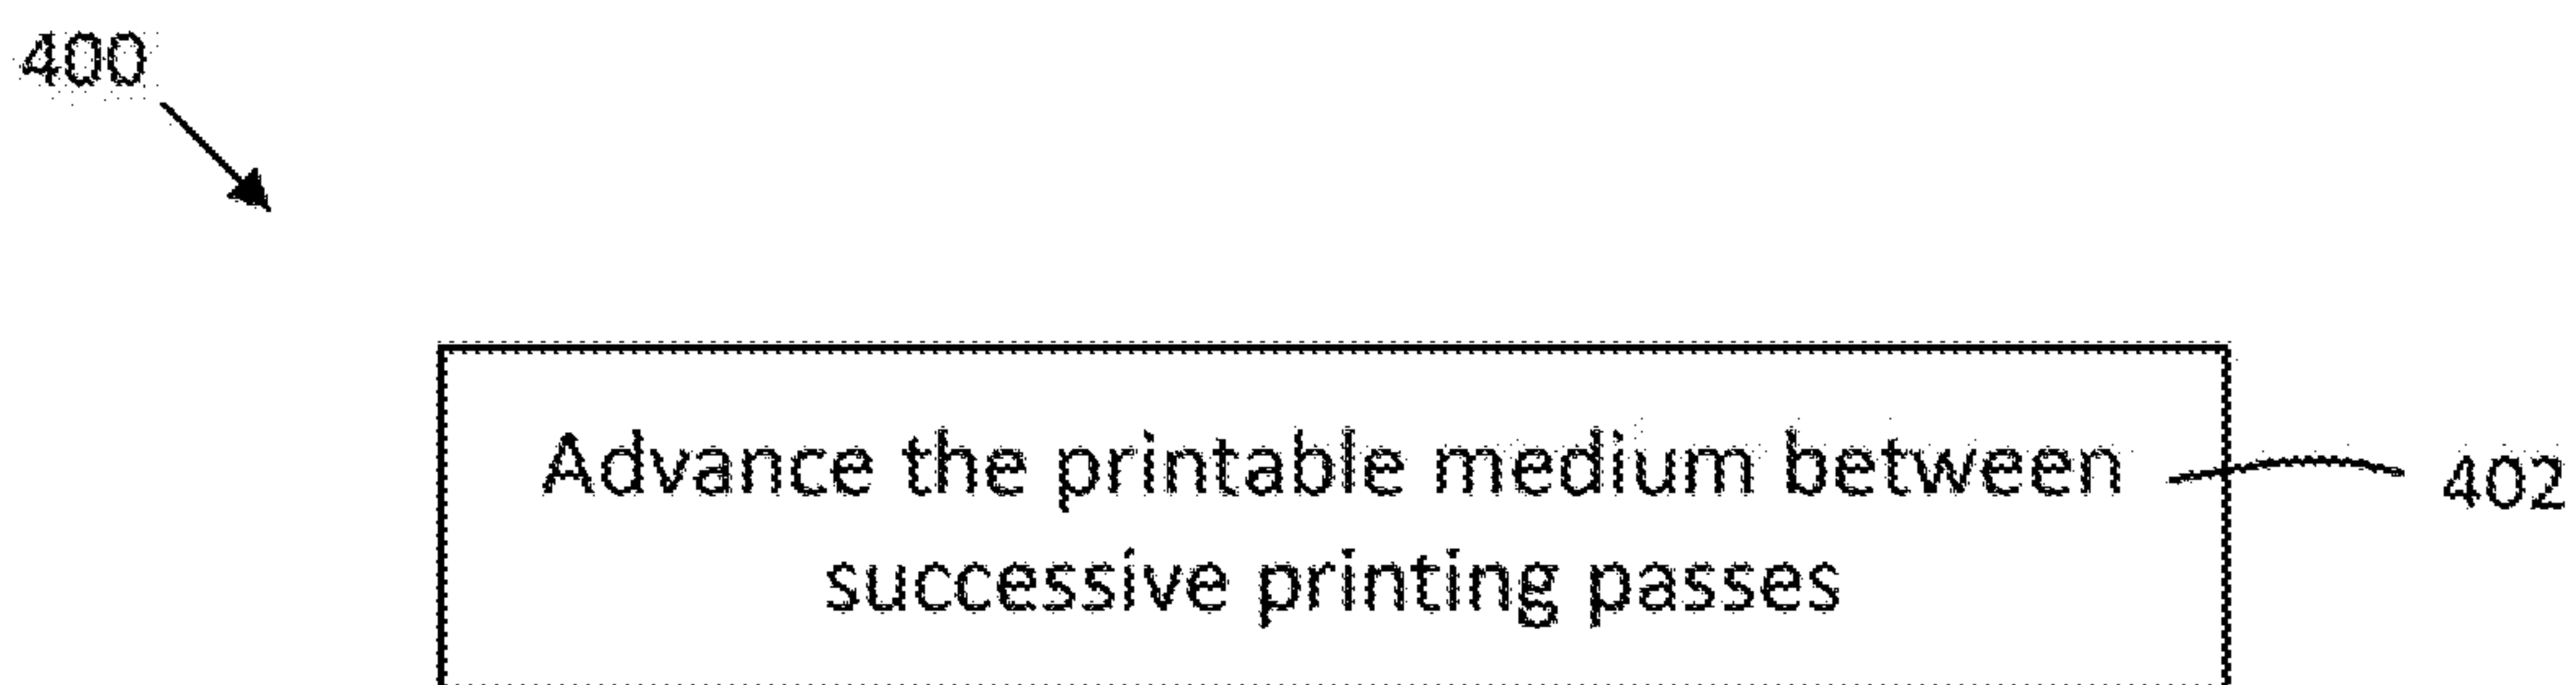 400
Advance the printable medium between
402
successive printing passes